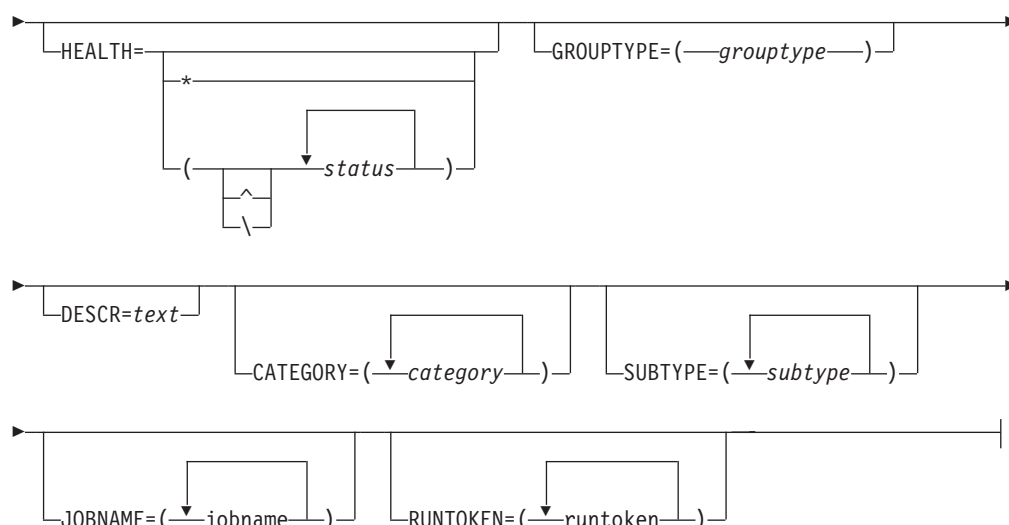 HEALTH= GROUPTYPE=( grouptype )
*
( status )
^
\
DESCR=text
CATEGORY=( category ) SUBTYPE=( subtype )
JOBNAME=( jobname ) RUNTOKEN=( runtoken )